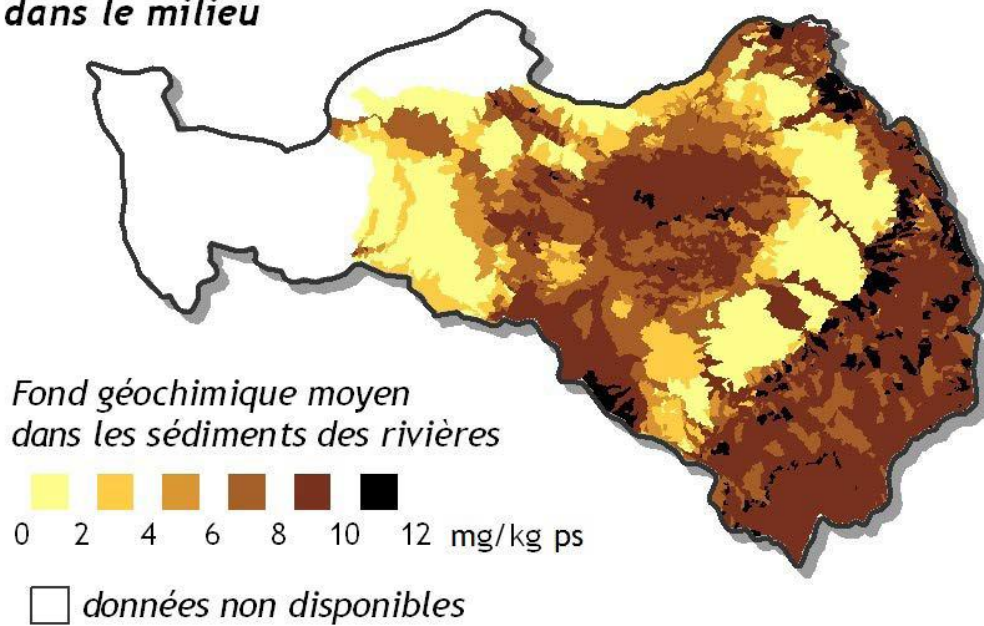 dans le milieu
Fond géochimique moyen
dans les sédiments des rivières
0 2 4 6 8 10 12 mg/kg ps
données non disponibles